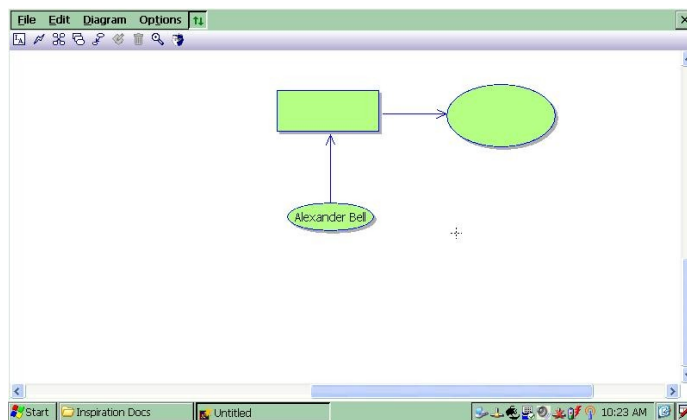 File Edit Diagram Options
Alexander Bell
Start Inspiration Docs Untitled 10:23 AM